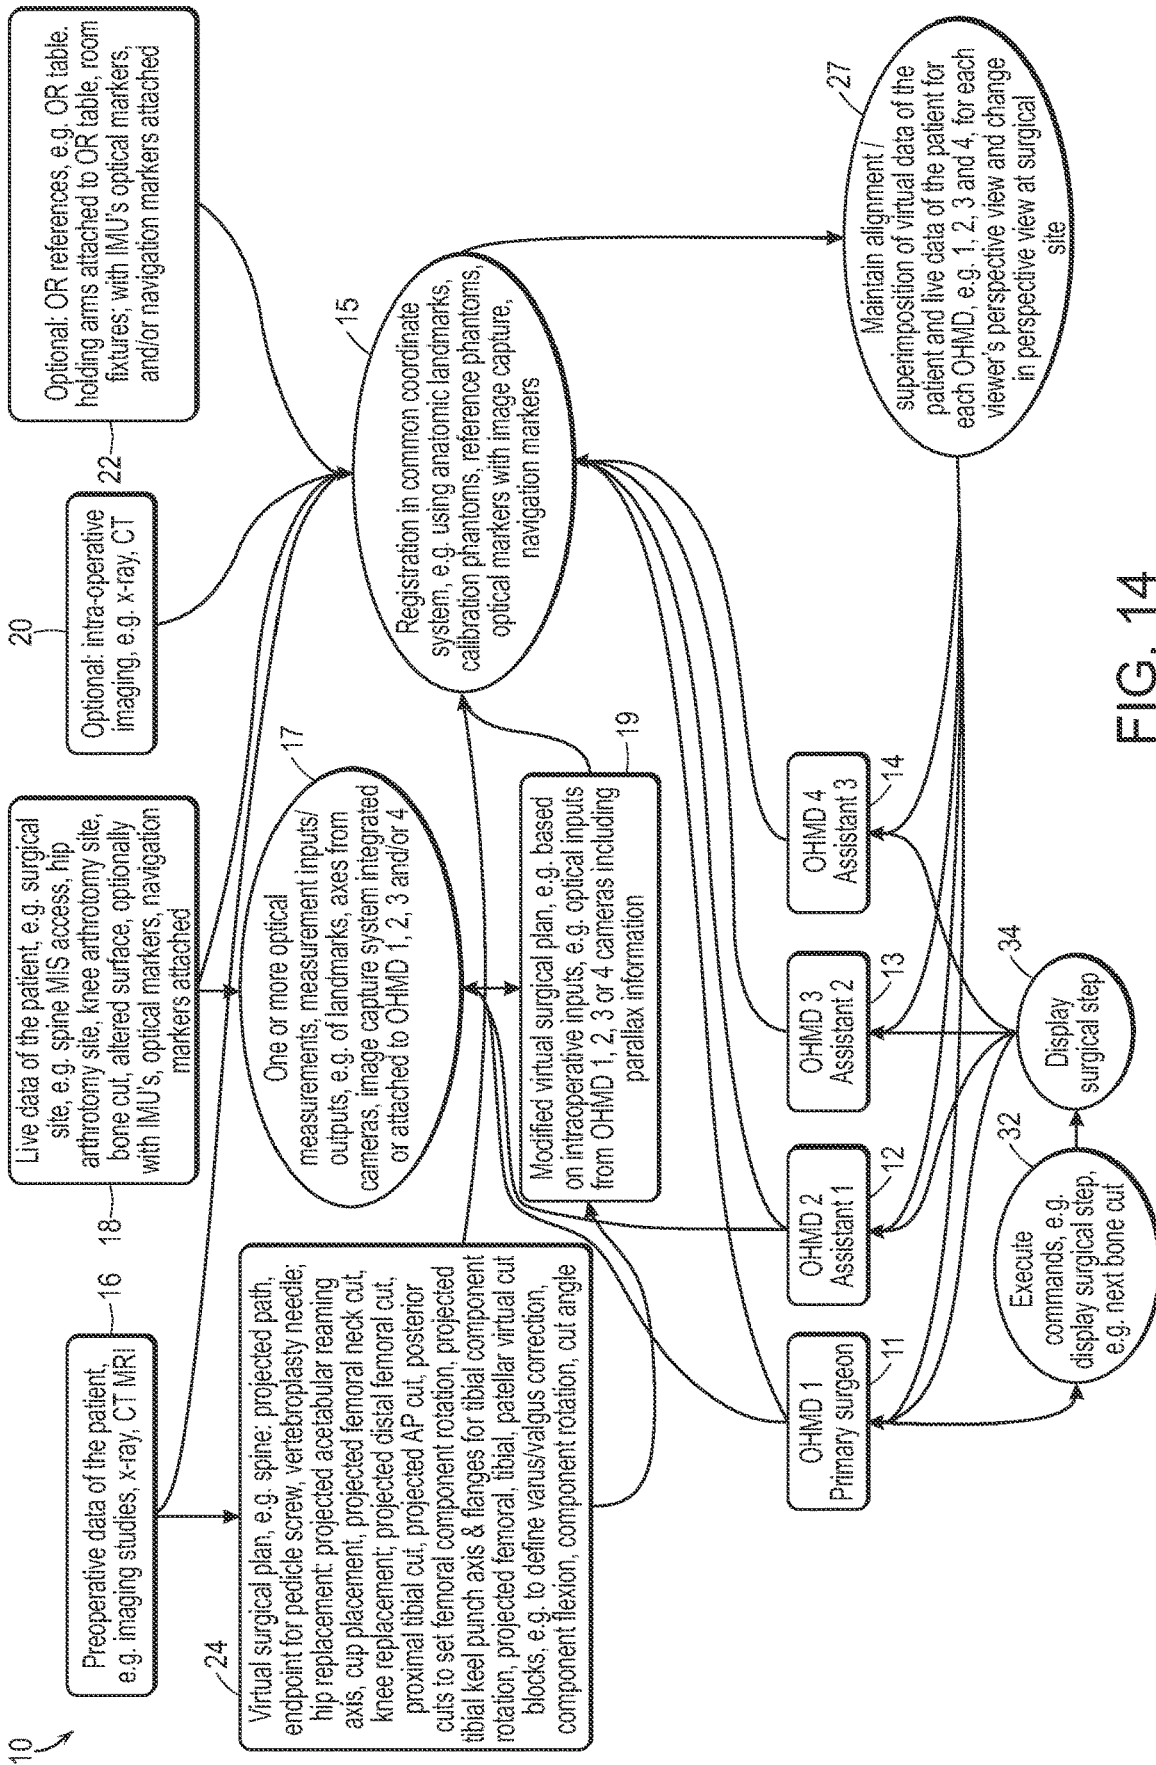 10
Preoperative data of the patient,
e.g. imaging studies, x-ray, CT MRI
16
Live data of the patient, e.g. surgical
site, e.g. spine MIS access, hip
arthrotomy site, knee arthrotomy site,
bone cut, altered surface, optionally
with IMU's, optical markers, navigation
markers attached
18
Optional: intra-operative
imaging, e.g. x-ray, CT
20
Optional: OR references, e.g. OR table.
holding arms attached to OR table, room
fixtures; with IMU's optical markers,
and/or navigation markers attached
22
24
Virtual surgical plan, e.g. spine: projected path,
endpoint for pedicle screw, vertebroplasty needle;
hip replacement: projected acetabular reaming
axis, cup placement, projected femoral neck cut,
knee replacement; projected distal femoral cut,
proximal tibial cut, projected AP cut, posterior
cuts to set femoral component rotation, projected
tibial keel punch axis & flanges for tibial component
rotation, projected femoral, tibial, patellar virtual cut
blocks, e.g. to define varus/valgus correction,
component flexion, component rotation, cut angle
17
One or more optical
measurements, measurement inputs/
outputs, e.g. of landmarks, axes from
cameras, image capture system integrated
or attached to OHMD 1, 2, 3 and/or 4
15
Registration in common coordinate
system, e.g. using anatomic landmarks,
calibration phantoms, reference phantoms,
optical markers with image capture,
navigation markers
Modified virtual surgical plan, e.g. based
on intraoperative inputs, e.g. optical inputs
from OHMD 1, 2, 3 or 4 cameras including
parallax information
19
OHMD 1
Primary surgeon
11
OHMD 2
Assistant 1
12
OHMD 3
Assistant 2
13
OHMD 4
Assistant 3
14
27
Maintain alignment /
superimposition of virtual data of the
patient and live data of the patient for
each OHMD, e.g. 1, 2, 3 and 4, for each
viewer's perspective view and change
in perspective view at surgical
site
32
Execute
commands, e.g.
display surgical step,
e.g. next bone cut
34
Display
surgical step
FIG. 14